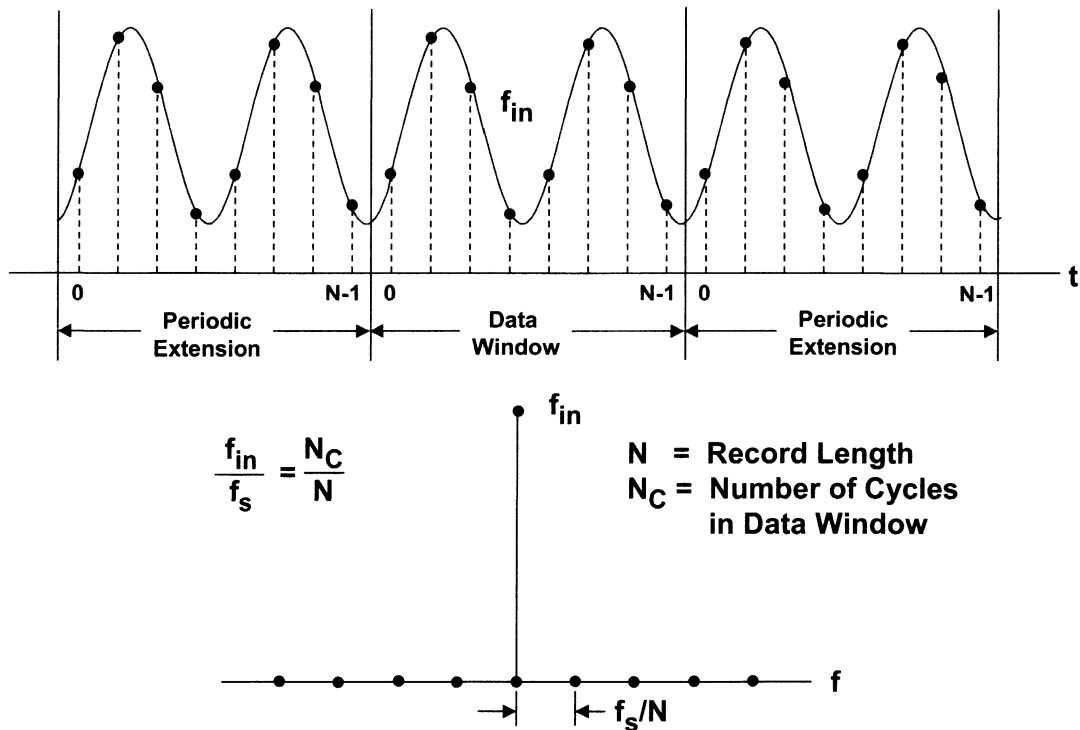 f_in
t
0 N-1 0 N-1 0 N-1
Periodic Extension
Data Window
Periodic Extension
f_in
f_in/f_s = N_C/N
N = Record Length
N_C = Number of Cycles
in Data Window
f
f_s/N